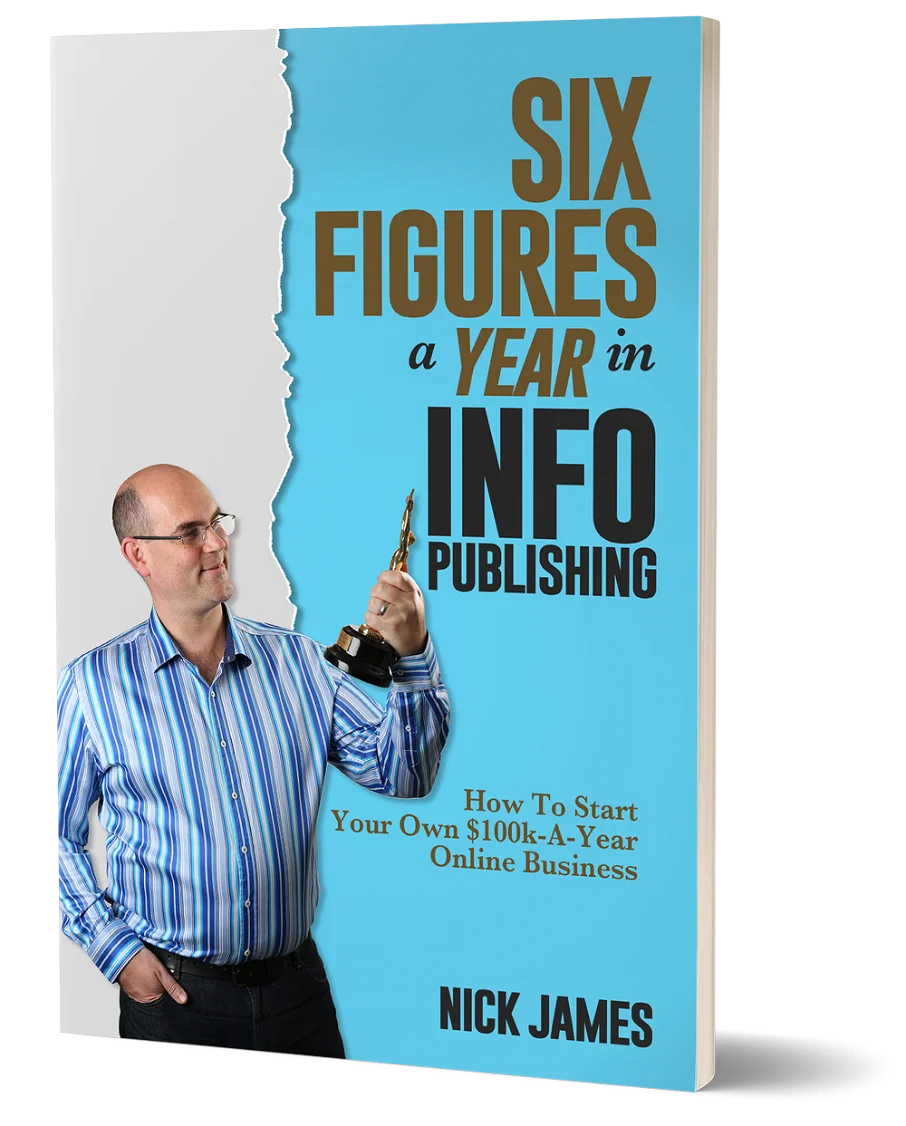 SIX
FIGURES
a YEAR in
INFO
PUBLISHING
How To Start
Your Own $100k-A-Year
Online Business
NICK JAMES